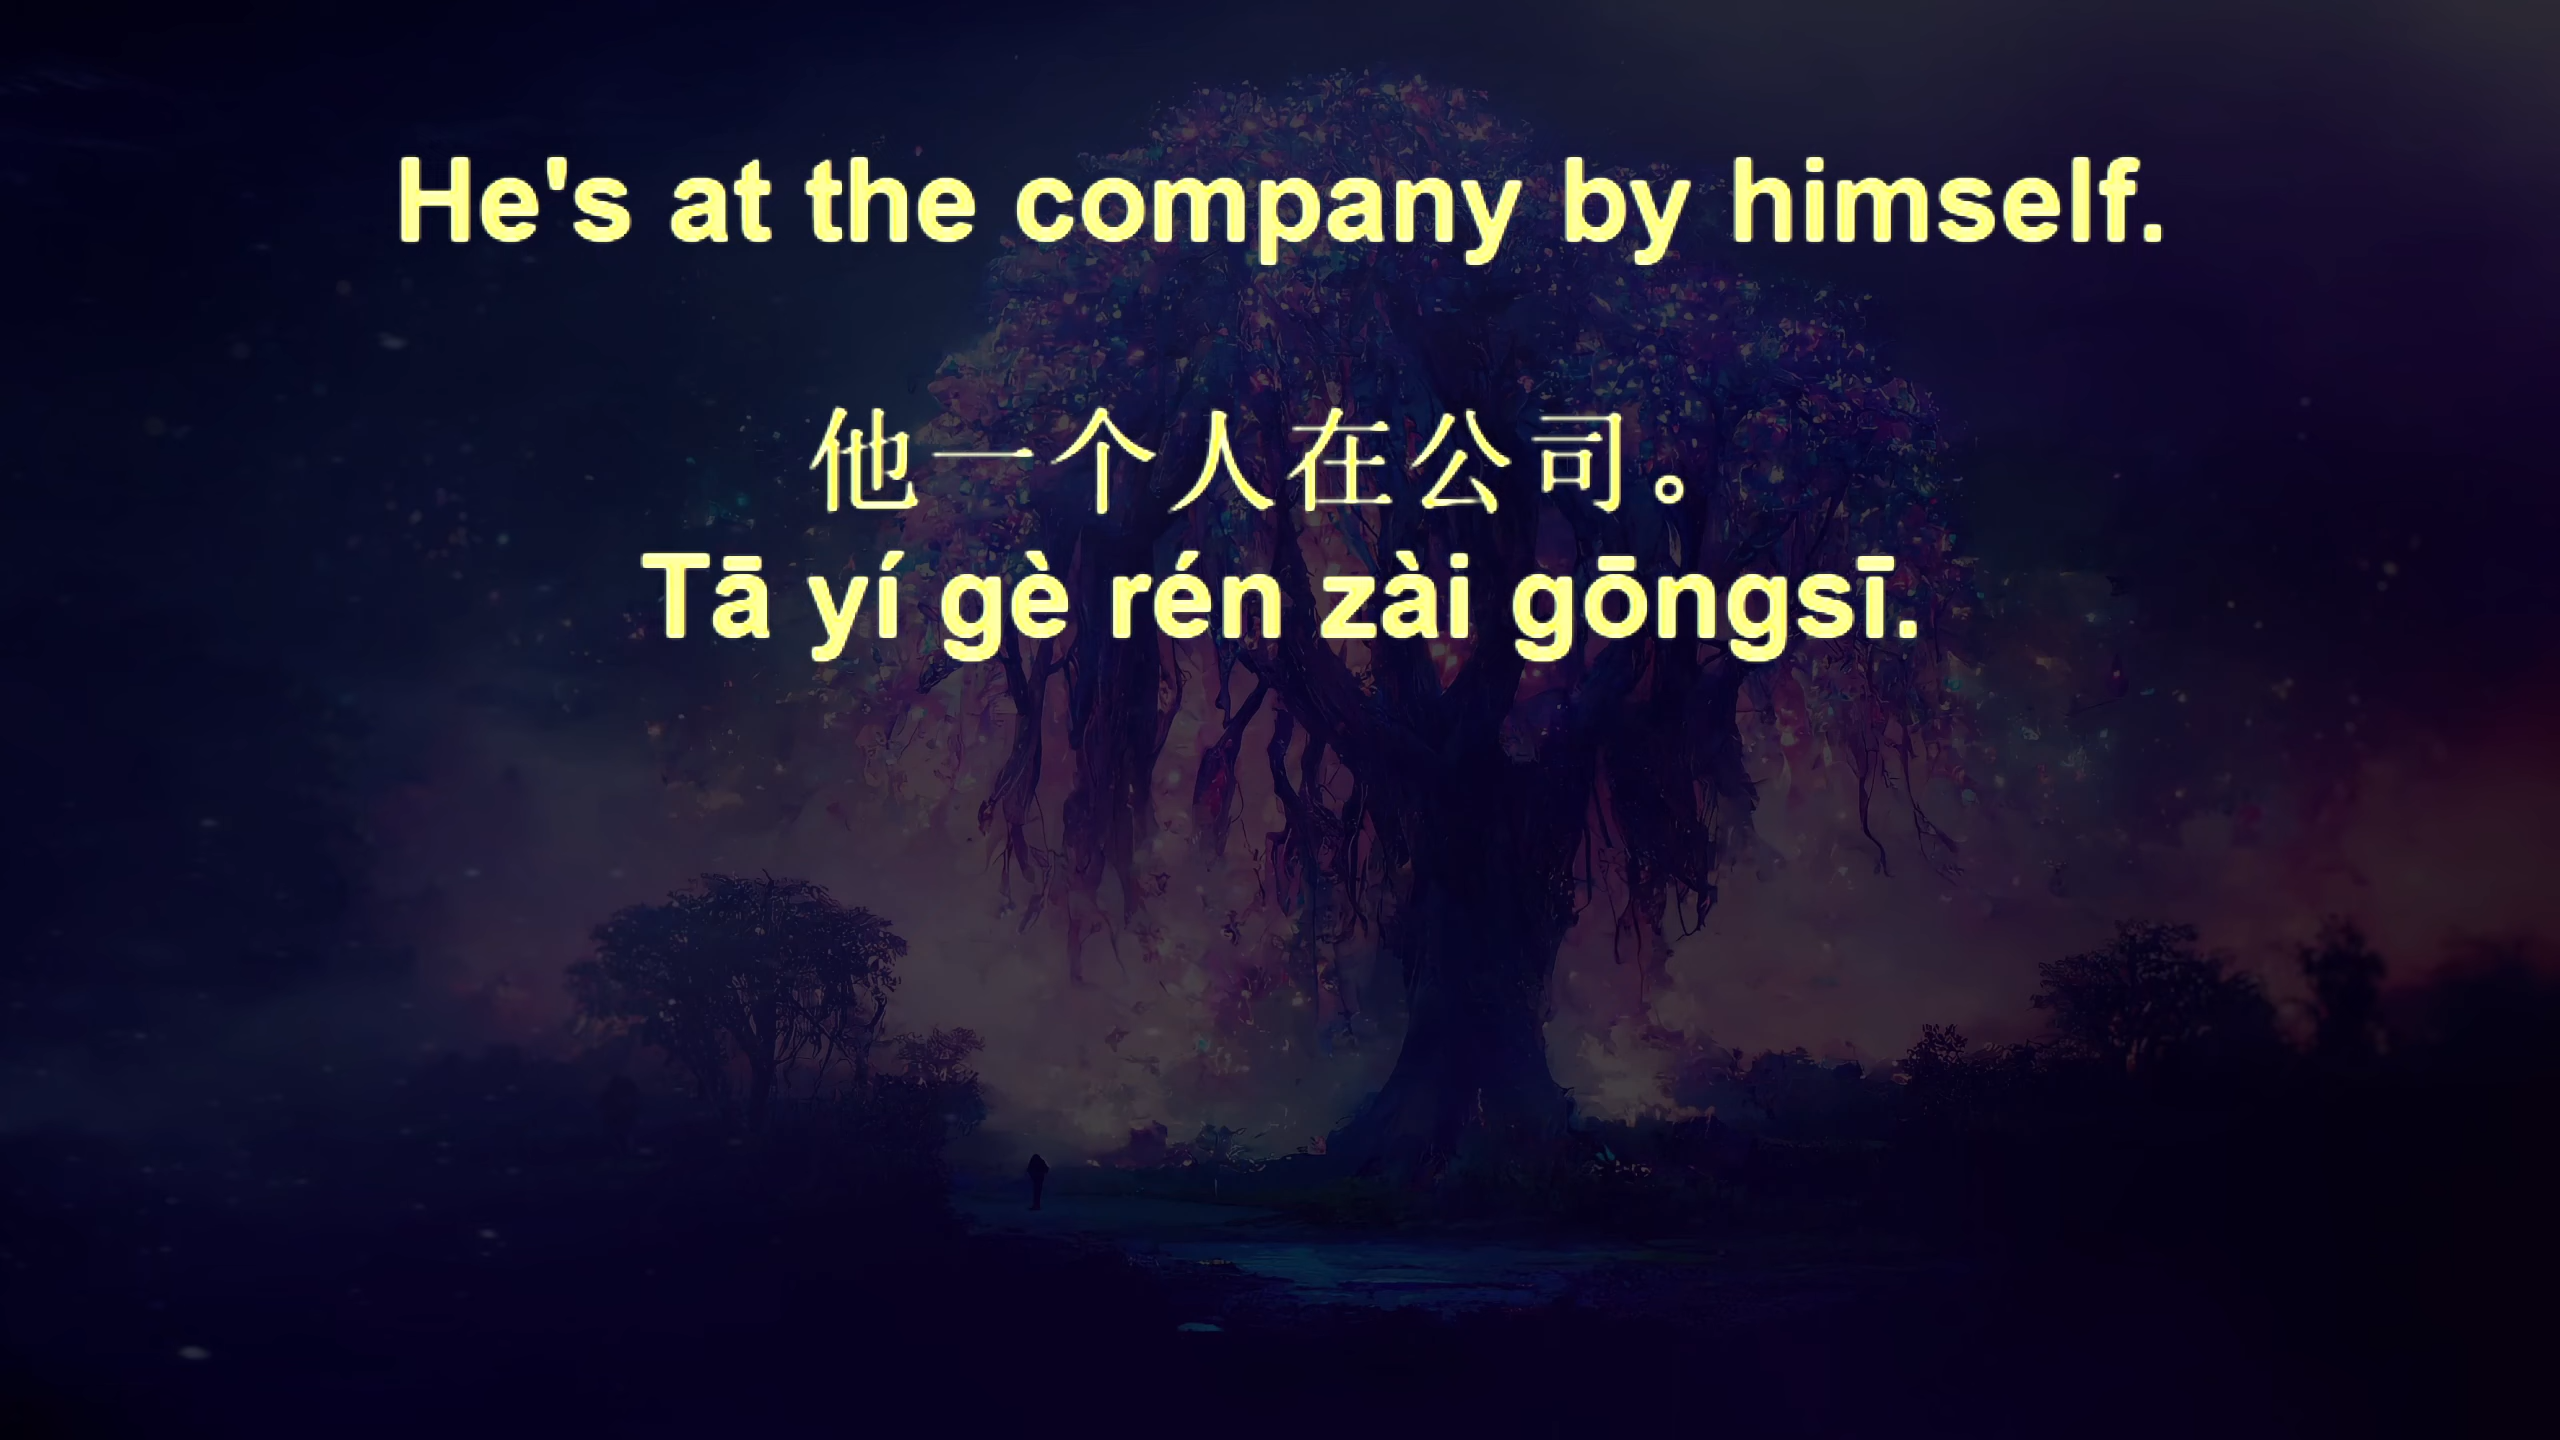 He's at the company by himself.
他一个人在公司。
Tā yí gè rén zài gōngsī.